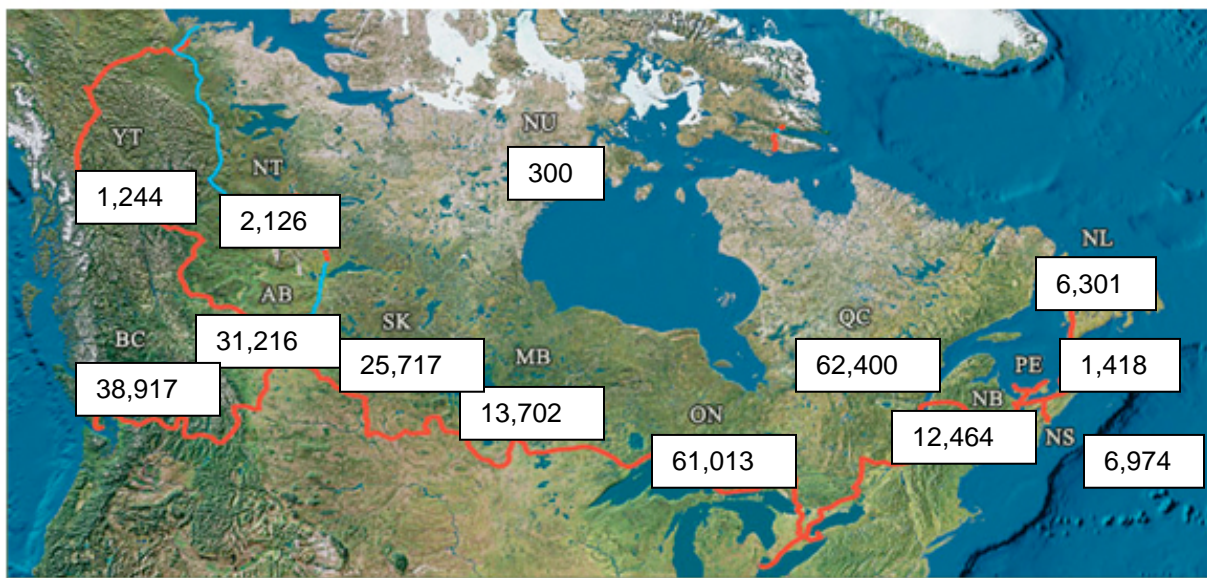 NU
YT
NT
300
1,244
2,126
NL
6,301
AB
SK
QC
BC
31,216
25,717
MB
62,400
PE
1,418
38,917
NB
13,702
ON
12,464
NS
61,013
6,974